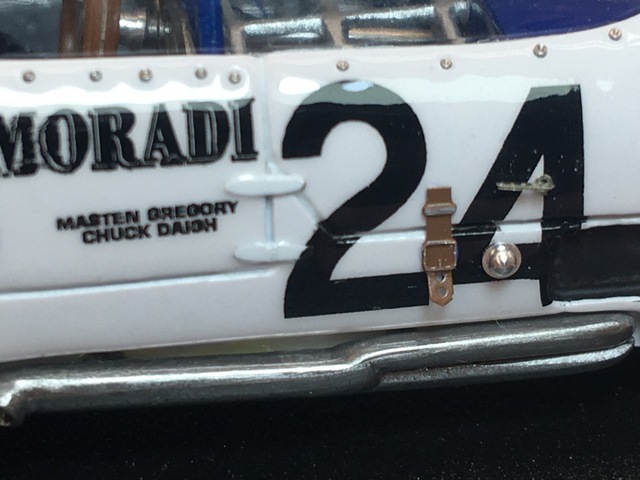 MORADI
24
MASTEN GREGORY
CHUCK DAIGH